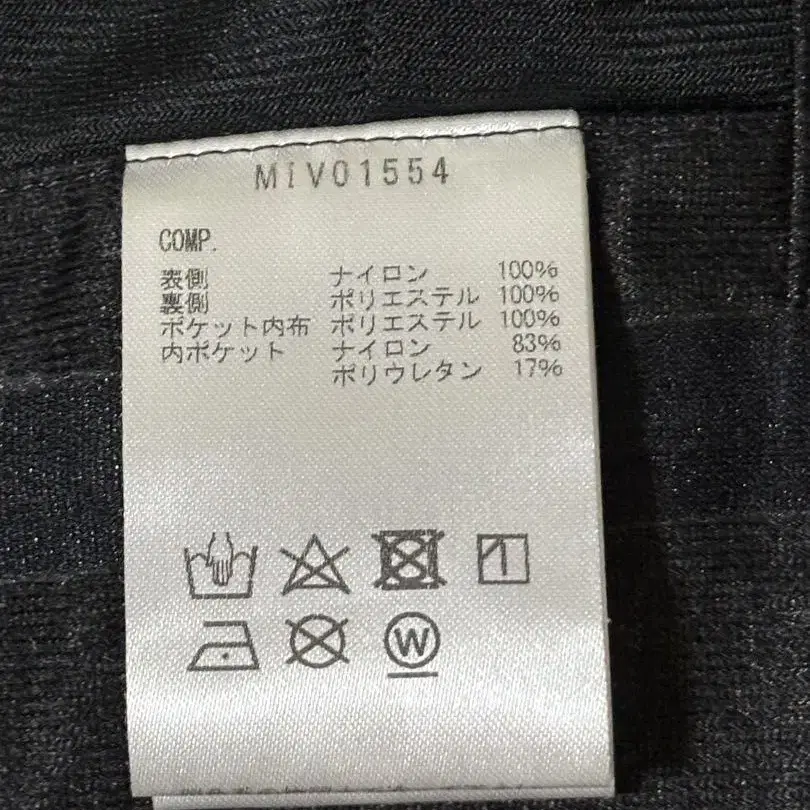 MIV01554
COMP.
表側 ナイロン 100%
裏側 ポリエステル 100%
ポケット内布 ポリエステル 100%
内ポケット ナイロン 83%
ポリウレタン 17%
W